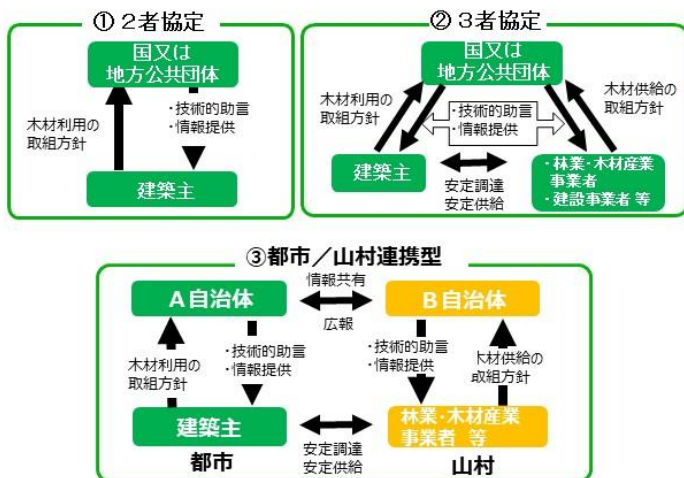 ①2者協定
国又は
地方公共団体
木材利用の
取組方針
・技術的助言
・情報提供
建築主
②3者協定
国又は
地方公共団体
木材利用の
取組方針
・技術的助言
・情報提供
木材供給の
取組方針
建築主
安定調達
安定供給
・林業・木材産業
事業者
・建設事業者 等
③都市／山村連携型
A自治体
情報共有
広報
B自治体
木材利用の
取組方針
・技術的助言
・情報提供
・技術的助言
・情報提供
木材供給の
取組方針
建築主
安定調達
安定供給
林業・木材産業
事業者 等
都市
山村